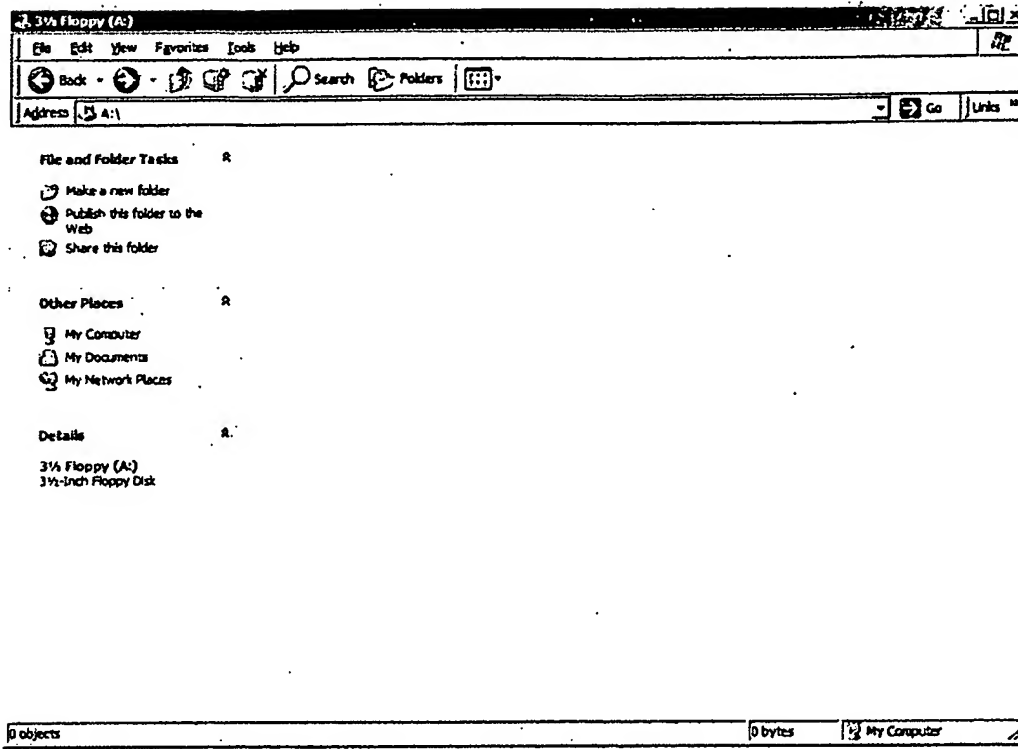 3½ Floppy (A:)
File Edit View Favorites Tools Help
Back Search Folders
Address A:\ Go Links »
File and Folder Tasks
Make a new folder
Publish this folder to the
Web
Share this folder
Other Places
My Computer
My Documents
My Network Places
Details
3½ Floppy (A:)
3½-Inch Floppy Disk
0 objects 0 bytes My Computer